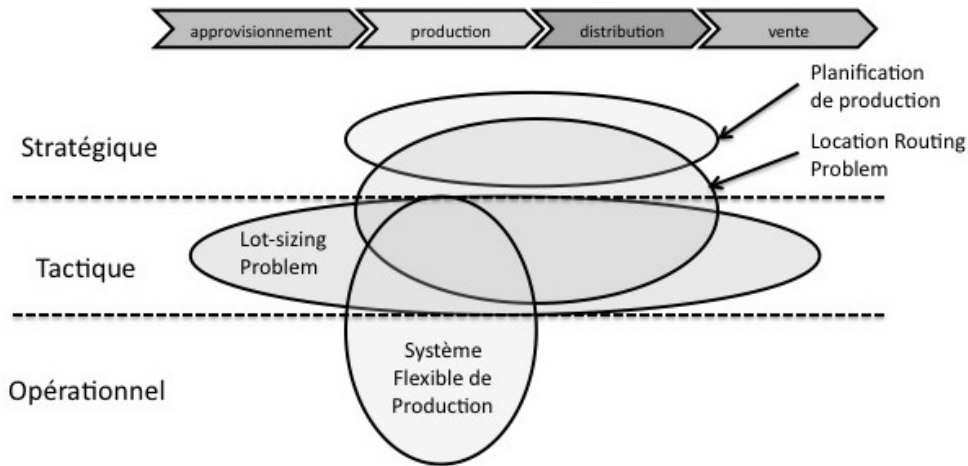 approvisionnement
production
distribution
vente
Planification
de production
Stratégique
Location Routing
Problem
Lot-sizing
Problem
Tactique
Système
Flexible de
Production
Opérationnel